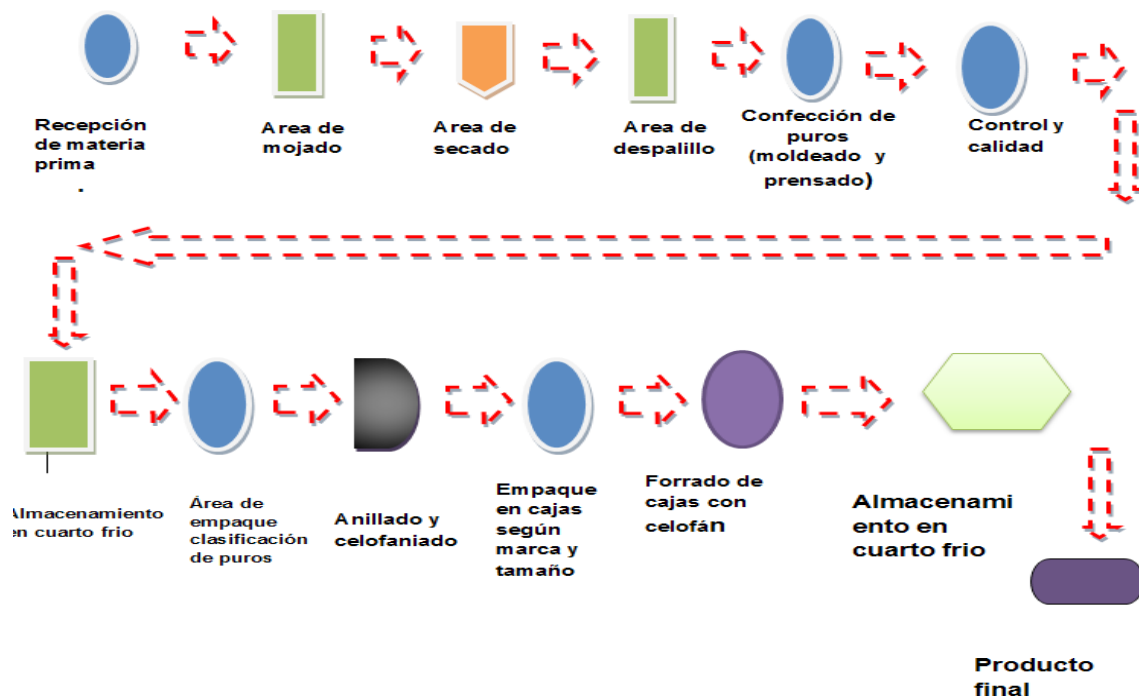 Recepción
de materia
prima
.
Area de
mojado
Area de
secado
Area de
despalillo
Confección de
puros
(moldeado y
prensado)
Control y
calidad
Almacenamiento
en cuarto frio
Área de
empaque
clasificación
de puros
Anillado y
celofaniado
Empaque
en cajas
según
marca y
tamaño
Forrado de
cajas con
celofán
Almacenami
ento en
cuarto frio
Producto
final